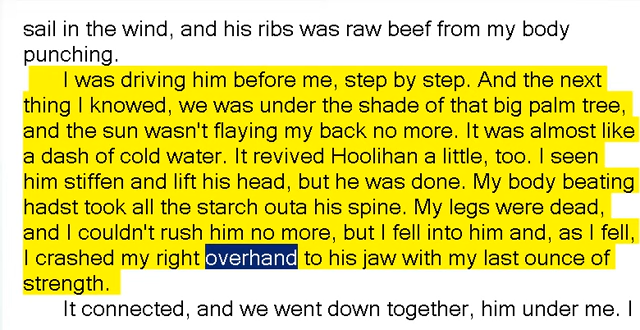 sail in the wind, and his ribs was raw beef from my body
punching.
I was driving him before me, step by step. And the next
thing I knowed, we was under the shade of that big palm tree,
and the sun wasn't flaying my back no more. It was almost like
a dash of cold water. It revived Hoolihan a little, too. I seen
him stiffen and lift his head, but he was done. My body beating
hadst took all the starch outa his spine. My legs were dead,
and I couldn't rush him no more, but I fell into him and, as I fell,
I crashed my right overhand to his jaw with my last ounce of
strength.
It connected, and we went down together, him under me. I